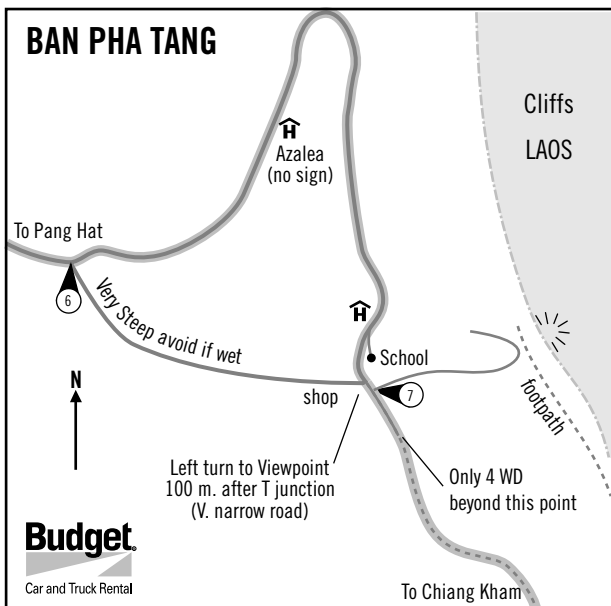 BAN PHA TANG
Cliffs
LAOS
H
Azalea
(no sign)
To Pang Hat
6
Very Steep avoid if wet
H
School
N
shop
7
footpath
Left turn to Viewpoint
100 m. after T junction
(V. narrow road)
Only 4 WD
beyond this point
Budget®
Car and Truck Rental
To Chiang Kham